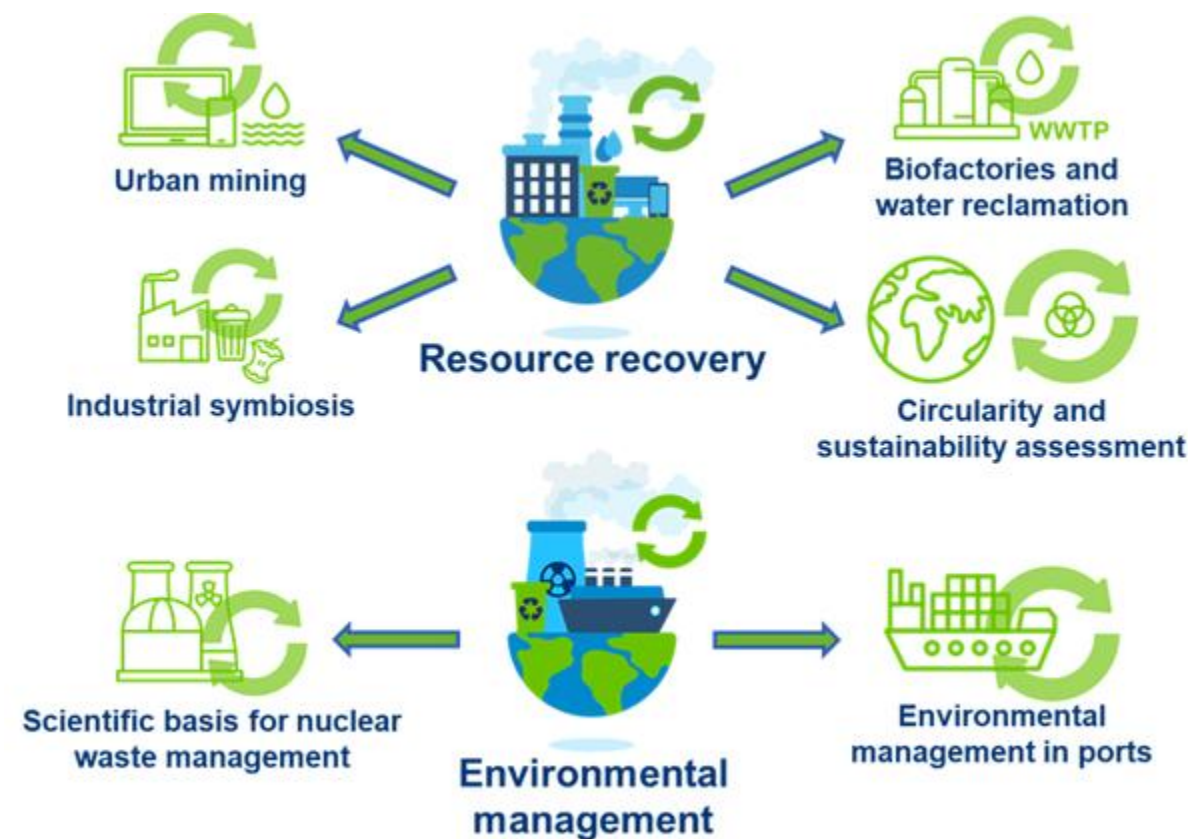 WWTP
Urban mining
Biofactories and
water reclamation
Resource recovery
Industrial symbiosis
Circularity and
sustainability assessment
Scientific basis for nuclear
waste management
Environmental
management in ports
Environmental
management